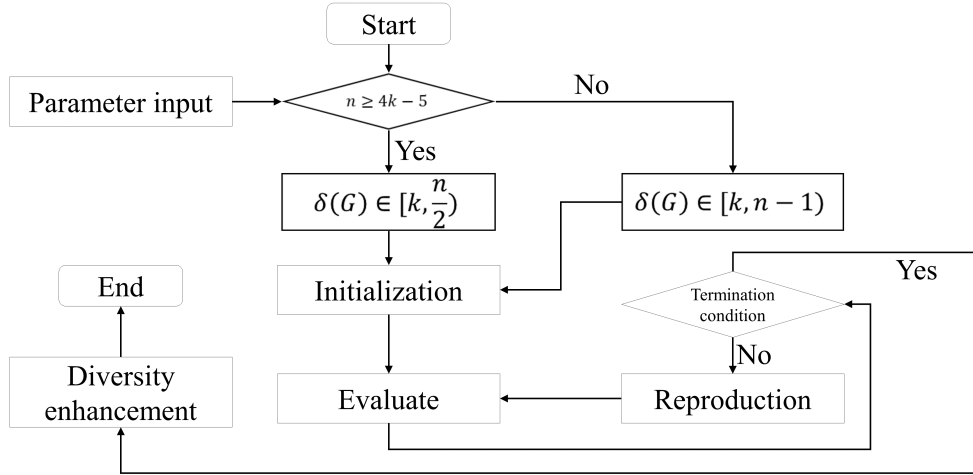 Start
Parameter input
n ≥ 4k − 5
No
Yes
δ(G) ∈ [k, n/2)
δ(G) ∈ [k, n − 1)
Yes
End
Initialization
Termination
condition
No
Diversity
enhancement
Evaluate
Reproduction